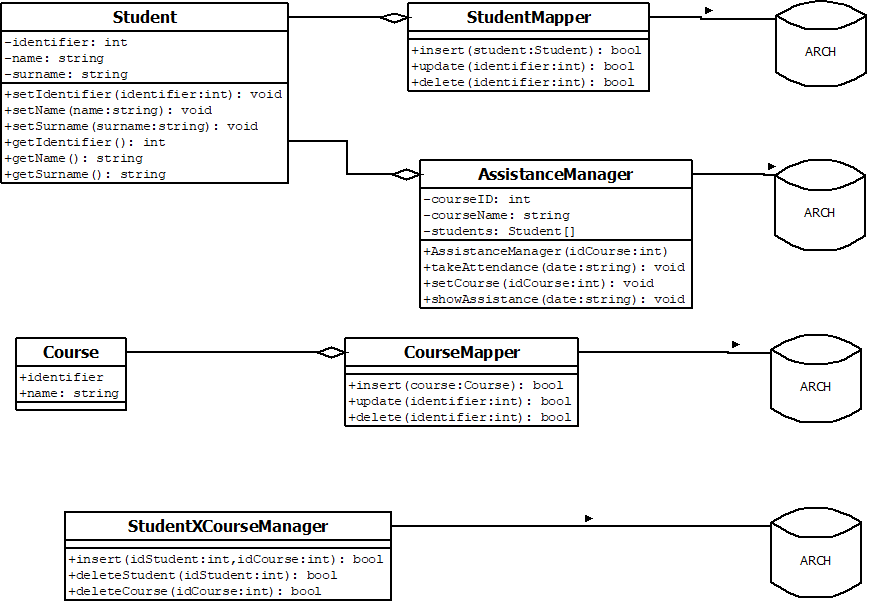 Student
-identifier: int
-name: string
-surname: string
+setIdentifier(identifier:int): void
+setName(name:string): void
+setSurname(surname:string): void
+getIdentifier(): int
+getName(): string
+getSurname(): string
StudentMapper
+insert(student:Student): bool
+update(identifier:int): bool
+delete(identifier:int): bool
ARCH
AssistanceManager
-courseID: int
-courseName: string
-students: Student[]
+AssistanceManager(idCourse:int)
+takeAttendance(date:string): void
+setCourse(idCourse:int): void
+showAssistance(date:string): void
ARCH
Course
+identifier
+name: string
CourseMapper
+insert(course:Course): bool
+update(identifier:int): bool
+delete(identifier:int): bool
ARCH
StudentXCourseManager
+insert(idStudent:int,idCourse:int): bool
+deleteStudent(idStudent:int): bool
+deleteCourse(idCourse:int): bool
ARCH